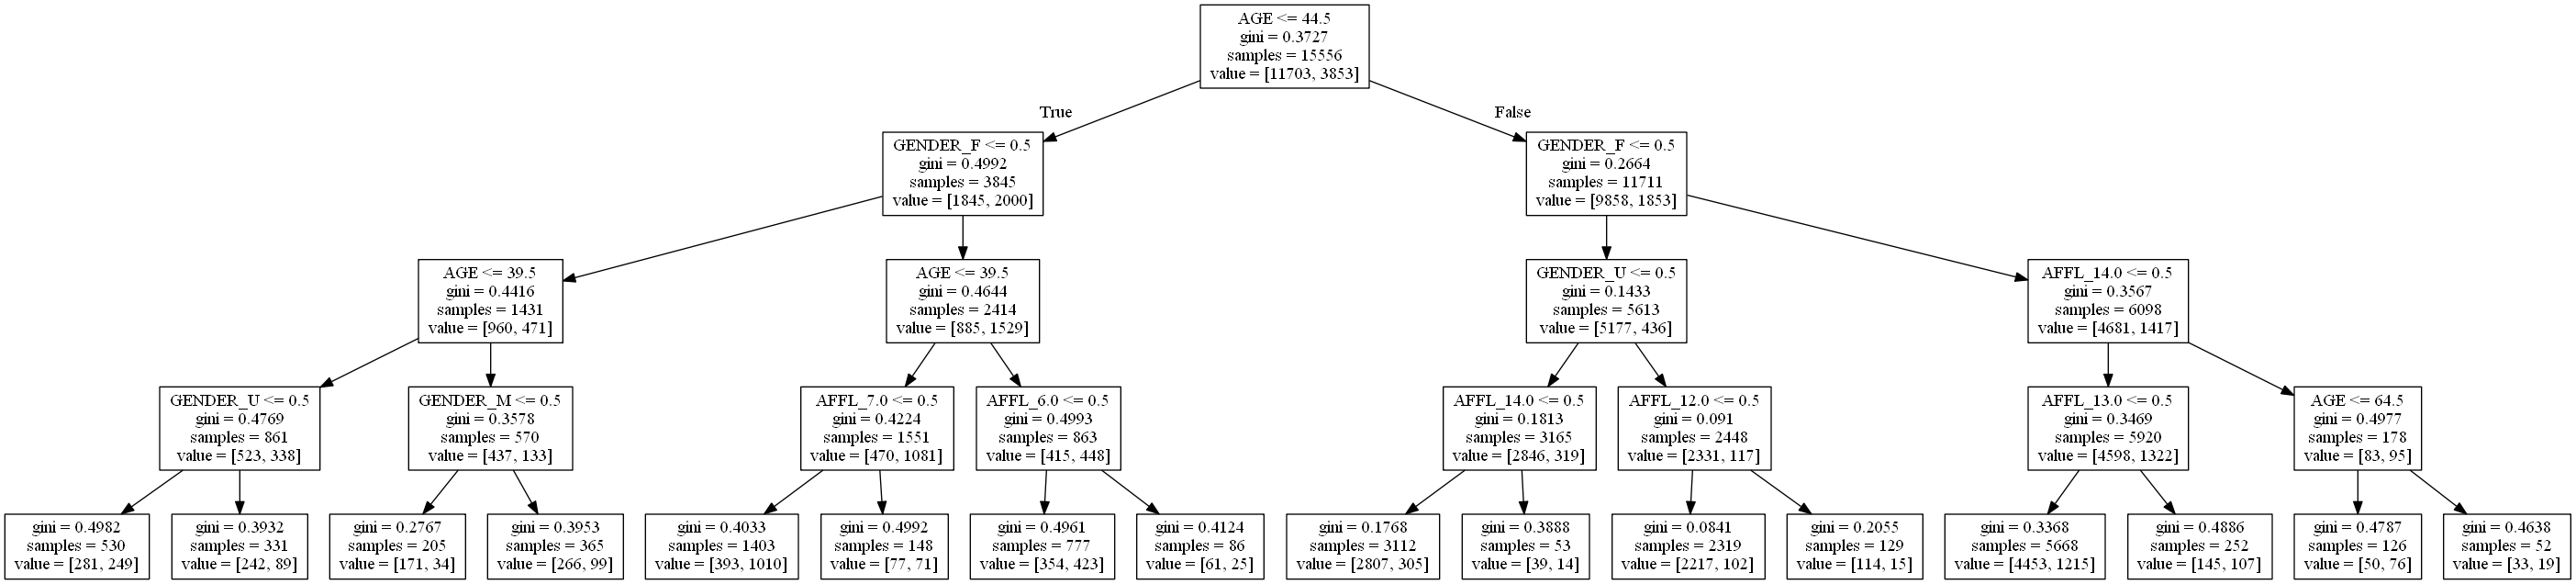 AGE <= 44.5
gini = 0.3727
samples = 15556
value = [11703, 3853]
True
False
GENDER_F <= 0.5
gini = 0.4992
samples = 3845
value = [1845, 2000]
GENDER_F <= 0.5
gini = 0.2664
samples = 11711
value = [9858, 1853]
AGE <= 39.5
gini = 0.4416
samples = 1431
value = [960, 471]
AGE <= 39.5
gini = 0.4644
samples = 2414
value = [885, 1529]
GENDER_U <= 0.5
gini = 0.1433
samples = 5613
value = [5177, 436]
AFFL_14.0 <= 0.5
gini = 0.3567
samples = 6098
value = [4681, 1417]
GENDER_U <= 0.5
gini = 0.4769
samples = 861
value = [523, 338]
GENDER_M <= 0.5
gini = 0.3578
samples = 570
value = [437, 133]
AFFL_7.0 <= 0.5
gini = 0.4224
samples = 1551
value = [470, 1081]
AFFL_6.0 <= 0.5
gini = 0.4993
samples = 863
value = [415, 448]
AFFL_14.0 <= 0.5
gini = 0.1813
samples = 3165
value = [2846, 319]
AFFL_12.0 <= 0.5
gini = 0.091
samples = 2448
value = [2331, 117]
AFFL_13.0 <= 0.5
gini = 0.3469
samples = 5920
value = [4598, 1322]
AGE <= 64.5
gini = 0.4977
samples = 178
value = [83, 95]
gini = 0.4982
samples = 530
value = [281, 249]
gini = 0.3932
samples = 331
value = [242, 89]
gini = 0.2767
samples = 205
value = [171, 34]
gini = 0.3953
samples = 365
value = [266, 99]
gini = 0.4033
samples = 1403
value = [393, 1010]
gini = 0.4992
samples = 148
value = [77, 71]
gini = 0.4961
samples = 777
value = [354, 423]
gini = 0.4124
samples = 86
value = [61, 25]
gini = 0.1768
samples = 3112
value = [2807, 305]
gini = 0.3888
samples = 53
value = [39, 14]
gini = 0.0841
samples = 2319
value = [2217, 102]
gini = 0.2055
samples = 129
value = [114, 15]
gini = 0.3368
samples = 5668
value = [4453, 1215]
gini = 0.4886
samples = 252
value = [145, 107]
gini = 0.4787
samples = 126
value = [50, 76]
gini = 0.4638
samples = 52
value = [33, 19]